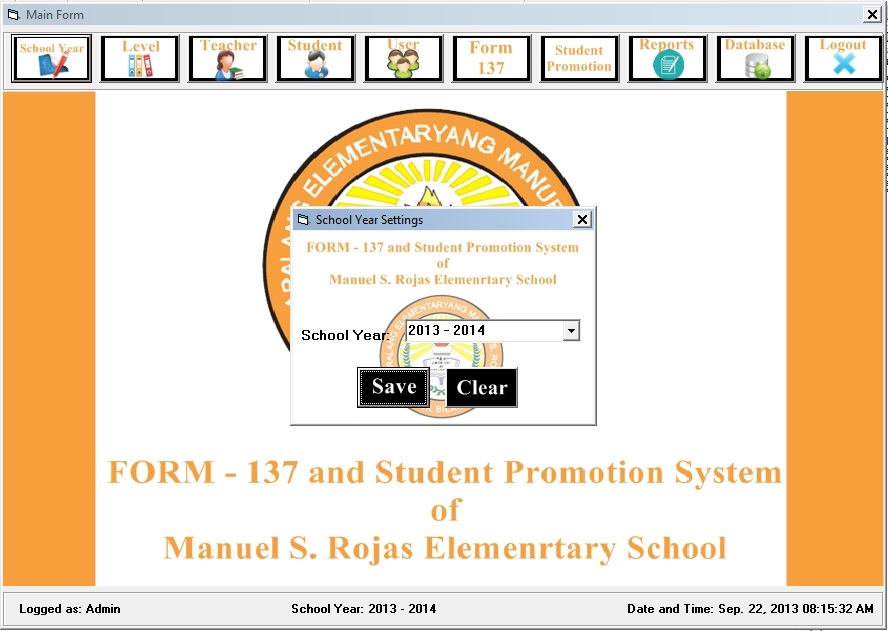 Main Form
School Year
Level
Teacher
Student
User
Form
137
Student
Promotion
Reports
Database
Logout
ELEMENTARYANG MANUE
School Year Settings
FORM - 137 and Student Promotion System
of
Manuel S. Rojas Elemenrtary School
School Year:
2013 - 2014
Save
Clear
FORM - 137 and Student Promotion System
of
Manuel S. Rojas Elemenrtary School
Logged as: Admin
School Year: 2013 - 2014
Date and Time: Sep. 22, 2013 08:15:32 AM